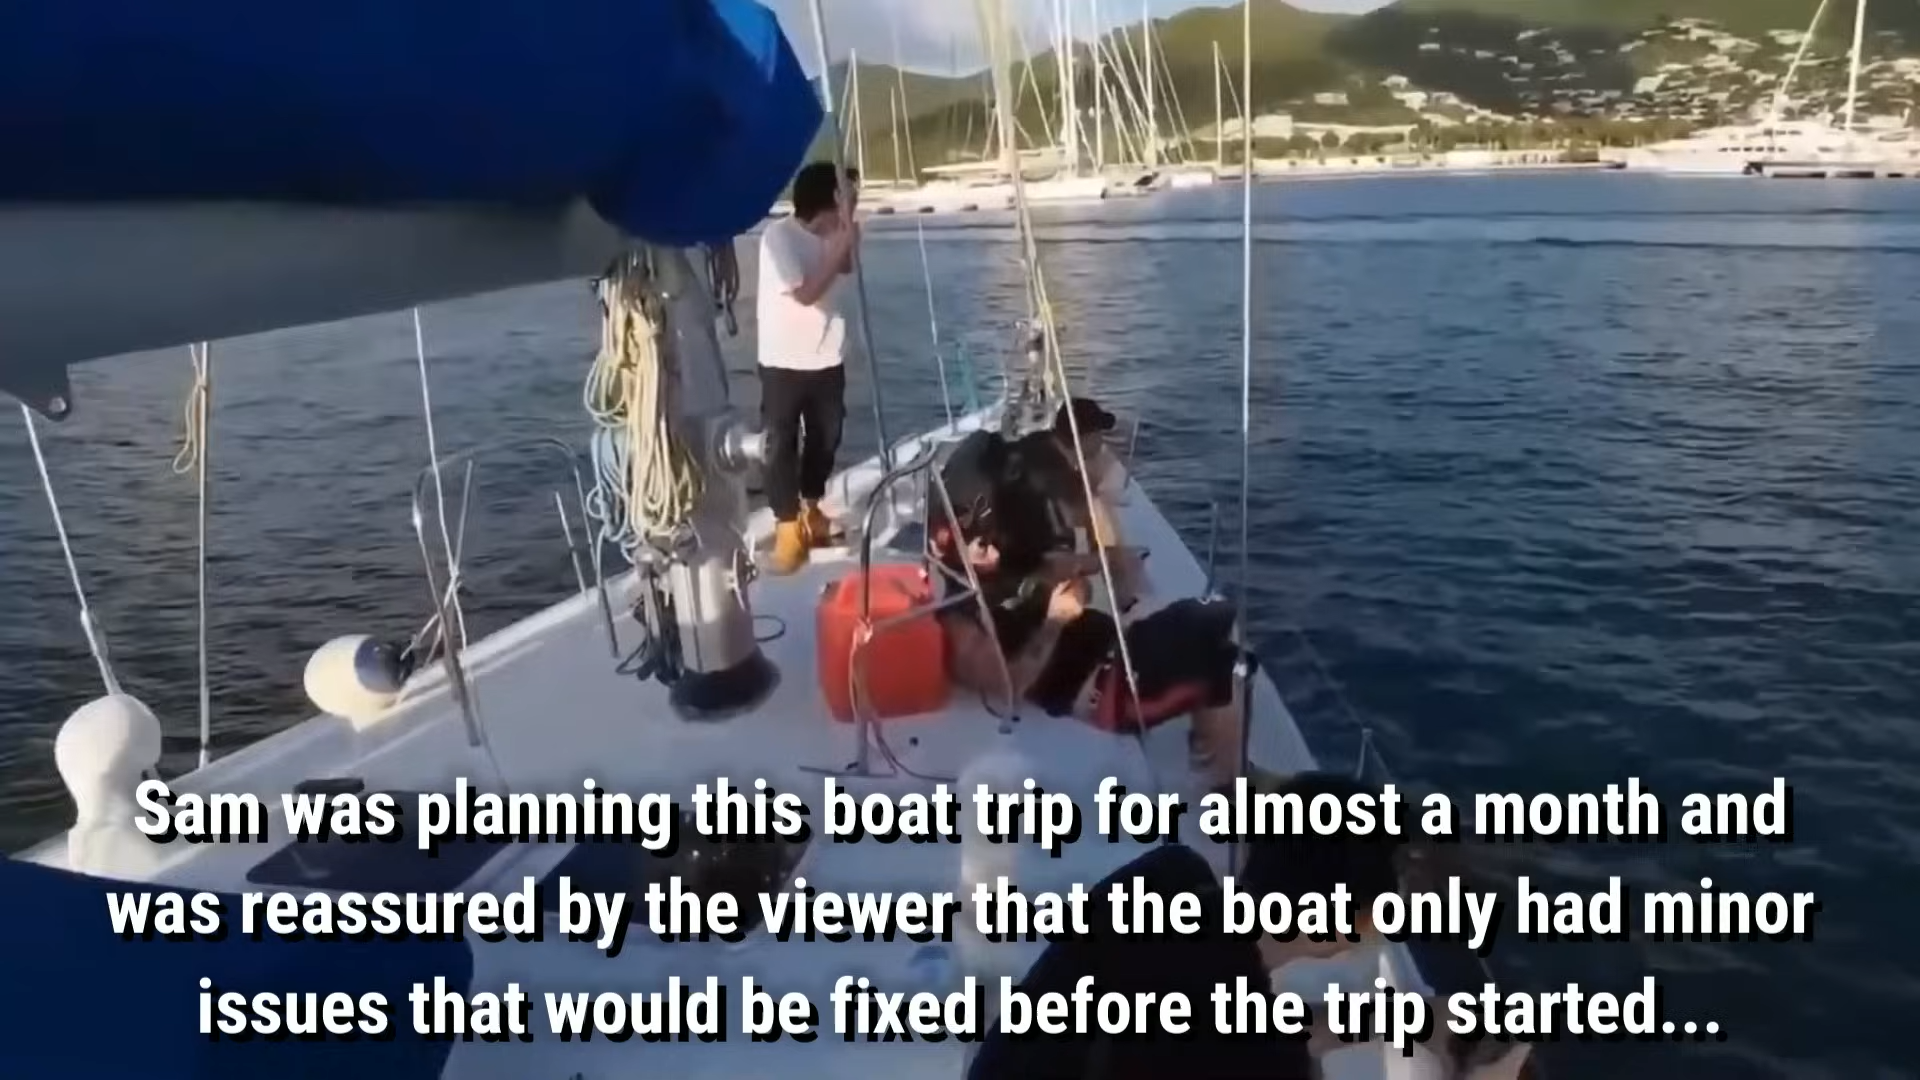 Sam was planning this boat trip for almost a month and
was reassured by the viewer that the boat only had minor
issues that would be fixed before the trip started...